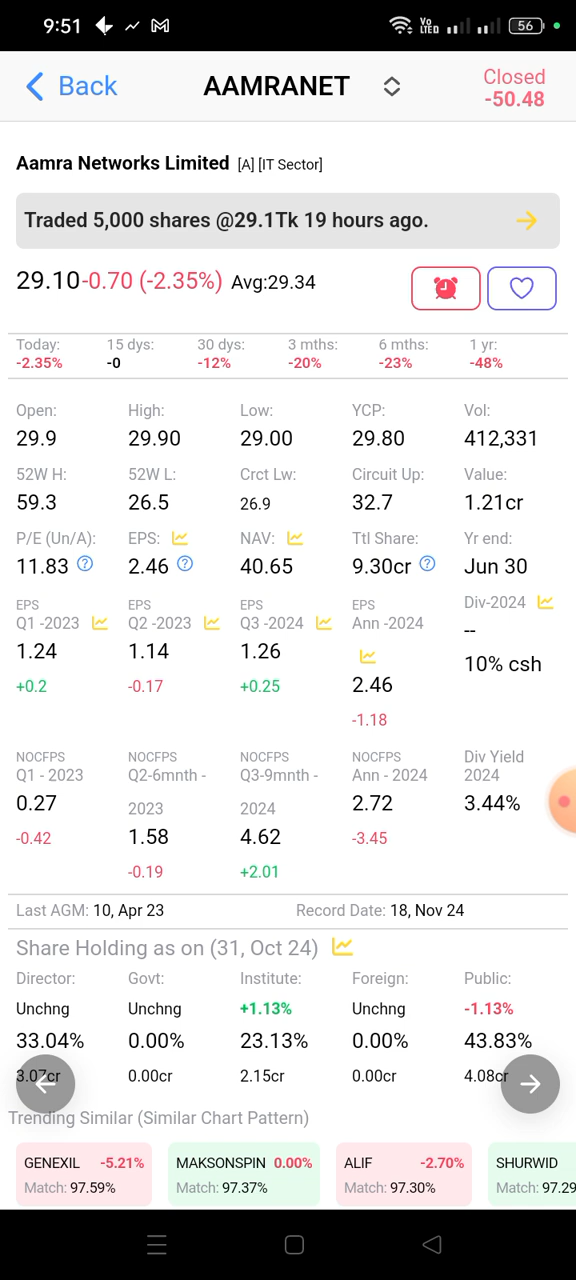 9:51 Vo LTED 56
Back AAMRANET Closed
-50.48
Aamra Networks Limited [A] [IT Sector]
Traded 5,000 shares @29.1Tk 19 hours ago.
29.10-0.70 (-2.35%) Avg:29.34
Today: 15 dys: 30 dys: 3 mths: 6 mths: 1 yr:
-2.35% -0 -12% -20% -23% -48%
Open: High: Low: YCP: Vol:
29.9 29.90 29.00 29.80 412,331
52W H: 52W L: Crct Lw: Circuit Up: Value:
59.3 26.5 26.9 32.7 1.21cr
P/E (Un/A): EPS: NAV: Ttl Share: Yr end:
11.83 2.46 40.65 9.30cr Jun 30
EPS EPS EPS EPS Div-2024
Q1 -2023 Q2 -2023 Q3 -2024 Ann -2024
--
1.24 1.14 1.26
10% csh
+0.2 -0.17 +0.25 2.46
-1.18
NOCFPS NOCFPS NOCFPS NOCFPS Div Yield
Q1 - 2023 Q2-6mnth - Q3-9mnth - Ann - 2024 2024
0.27 2023 2024 2.72 3.44%
-0.42 1.58 4.62 -3.45
-0.19 +2.01
Last AGM: 10, Apr 23 Record Date: 18, Nov 24
Share Holding as on (31, Oct 24)
Director: Govt: Institute: Foreign: Public:
Unchng Unchng +1.13% Unchng -1.13%
33.04% 0.00% 23.13% 0.00% 43.83%
3.07cr 0.00cr 2.15cr 0.00cr 4.08cr
Trending Similar (Similar Chart Pattern)
GENEXIL -5.21% MAKSONSPIN 0.00% ALIF -2.70% SHURWID
Match: 97.59% Match: 97.37% Match: 97.30% Match: 97.29